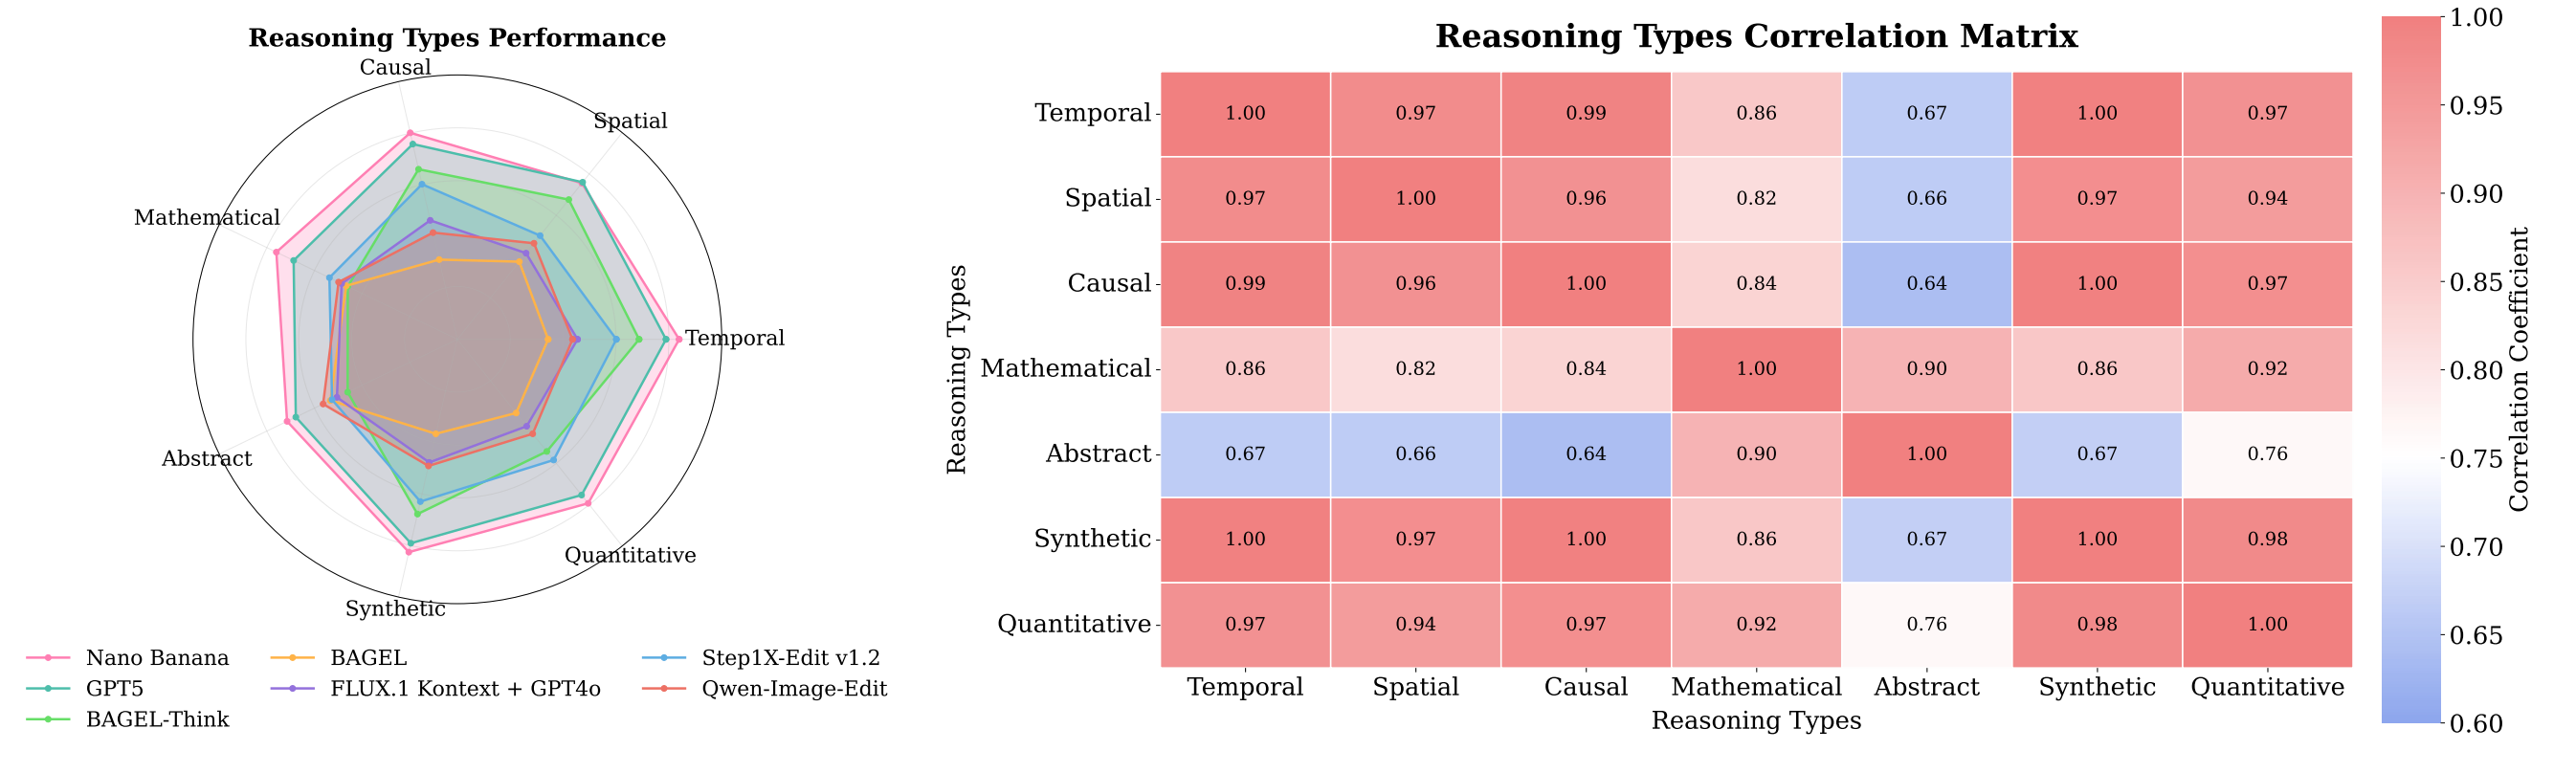 Reasoning Types Performance
Causal
Spatial
Mathematical
Temporal
Abstract
Quantitative
Synthetic
Nano Banana
BAGEL
Step1X-Edit v1.2
GPT5
FLUX.1 Kontext + GPT4o
Qwen-Image-Edit
BAGEL-Think
Reasoning Types Correlation Matrix
Reasoning Types
Temporal 1.00 0.97 0.99 0.86 0.67 1.00 0.97
Spatial 0.97 1.00 0.96 0.82 0.66 0.97 0.94
Causal 0.99 0.96 1.00 0.84 0.64 1.00 0.97
Mathematical 0.86 0.82 0.84 1.00 0.90 0.86 0.92
Abstract 0.67 0.66 0.64 0.90 1.00 0.67 0.76
Synthetic 1.00 0.97 1.00 0.86 0.67 1.00 0.98
Quantitative 0.97 0.94 0.97 0.92 0.76 0.98 1.00
Temporal Spatial Causal Mathematical Abstract Synthetic Quantitative
Reasoning Types
1.00
0.95
0.90
0.85
0.80
0.75
0.70
0.65
0.60
Correlation Coefficient